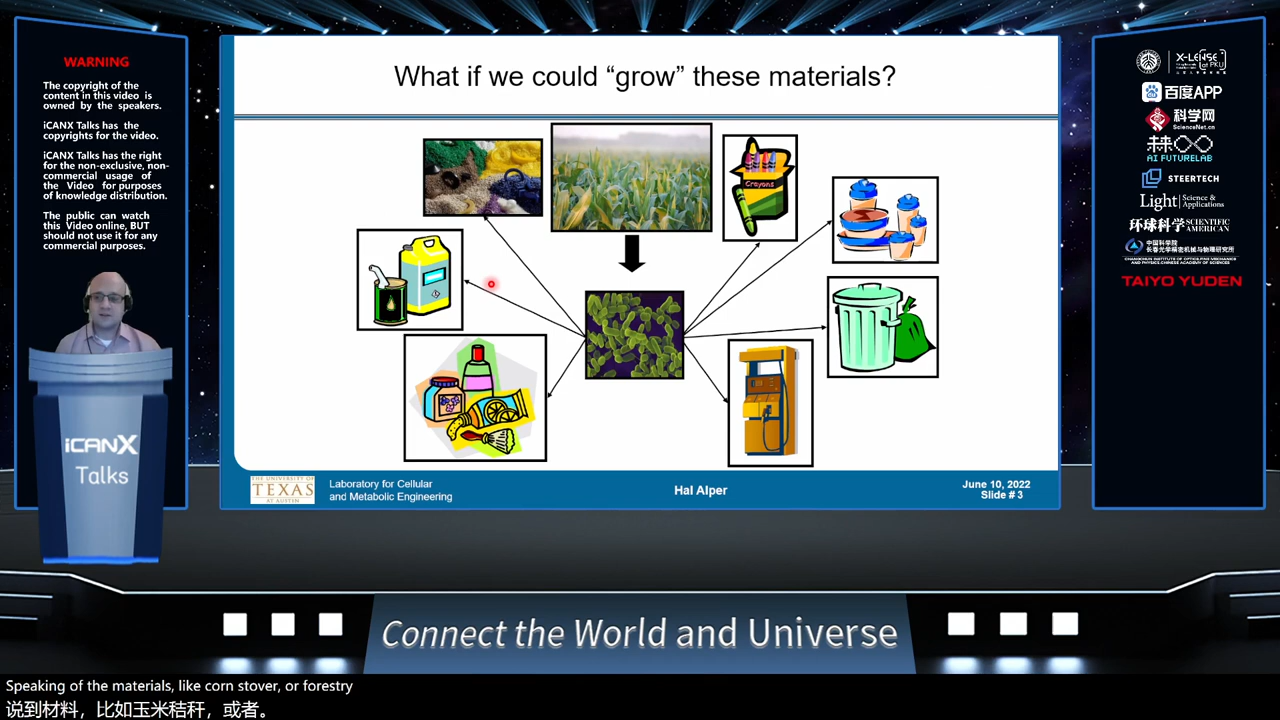 WARNING
The copyright of the
content in this video is
owned by the speakers.
iCANX Talks has the
copyrights for the video.
iCANX Talks has the right
for the non-exclusive, non-
commercial usage of
the Video for purposes
of knowledge distribution.
The public can watch
this Video online, BUT
should not use it for any
commercial purposes.
iCANX
Talks
What if we could “grow” these materials?
Crayons
THE UNIVERSITY OF
TEXAS
AT AUSTIN
Laboratory for Cellular
and Metabolic Engineering
Hal Alper
June 10, 2022
Slide # 3
X-LENSE
at PKU
百度APP
科学网
ScienceNet.cn
AI FUTURELAB
STEERTECH
Light Science & Applications
环球科学 SCIENTIFIC AMERICAN
中国科学院
长春光学精密机械与物理研究所
CHANGCHUN INSTITUTE OF OPTICS, FINE MECHANICS
AND PHYSICS, CHINESE ACADEMY OF SCIENCES
TAIYO YUDEN
Connect the World and Universe
Speaking of the materials, like corn stover, or forestry
说到材料，比如玉米秸秆，或者。